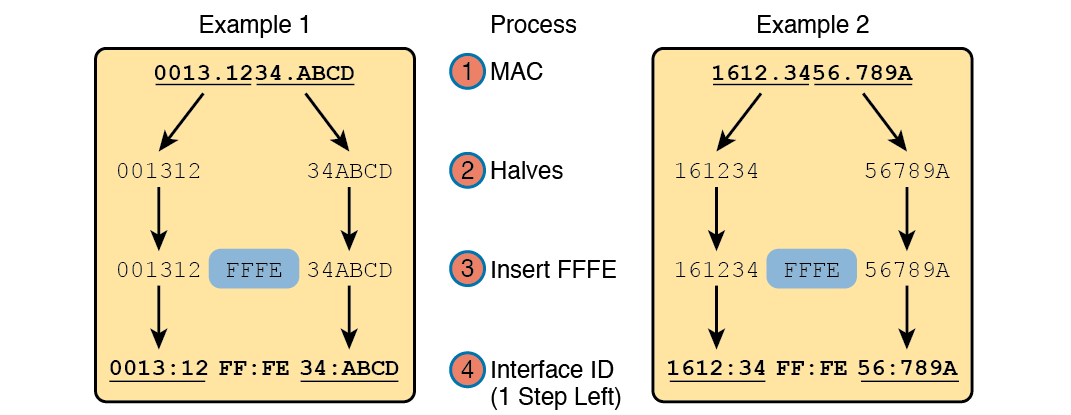 Example 1 Process Example 2
0013.1234.ABCD 1 MAC 1612.3456.789A
001312 34ABCD 2 Halves 161234 56789A
001312 FFFE 34ABCD 3 Insert FFFE 161234 FFFE 56789A
0013:12 FF:FE 34:ABCD 4 Interface ID 1612:34 FF:FE 56:789A
(1 Step Left)